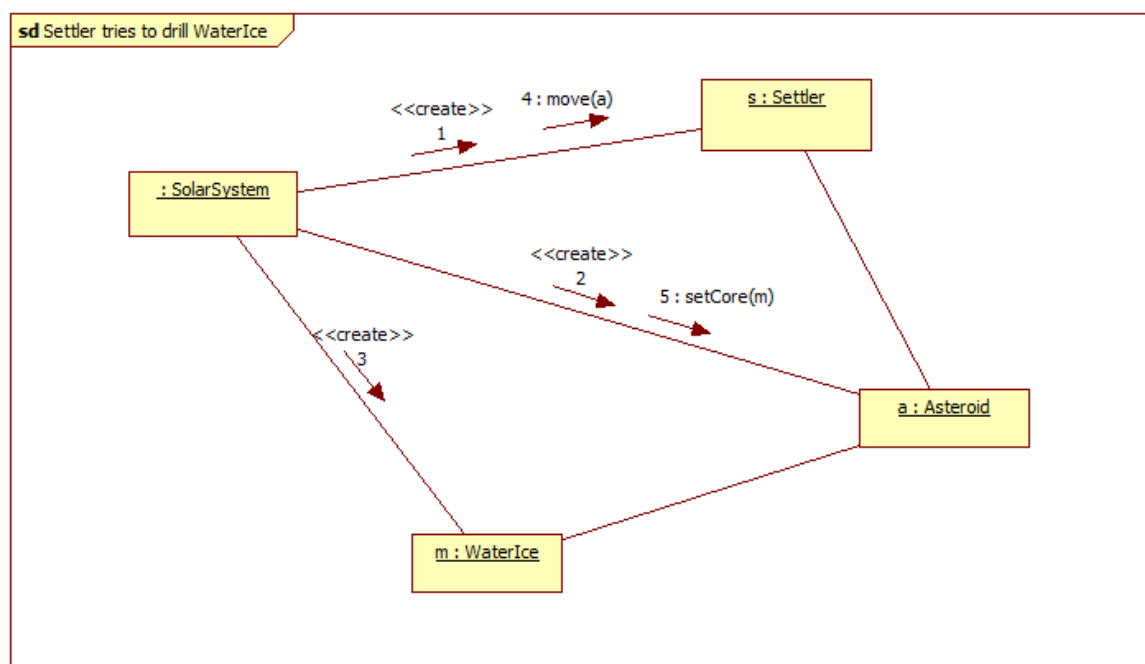 sd Settler tries to drill WaterIce
<<create>>
1
4 : move(a)
s : Settler
: SolarSystem
<<create>>
2
5 : setCore(m)
<<create>>
3
a : Asteroid
m : WaterIce